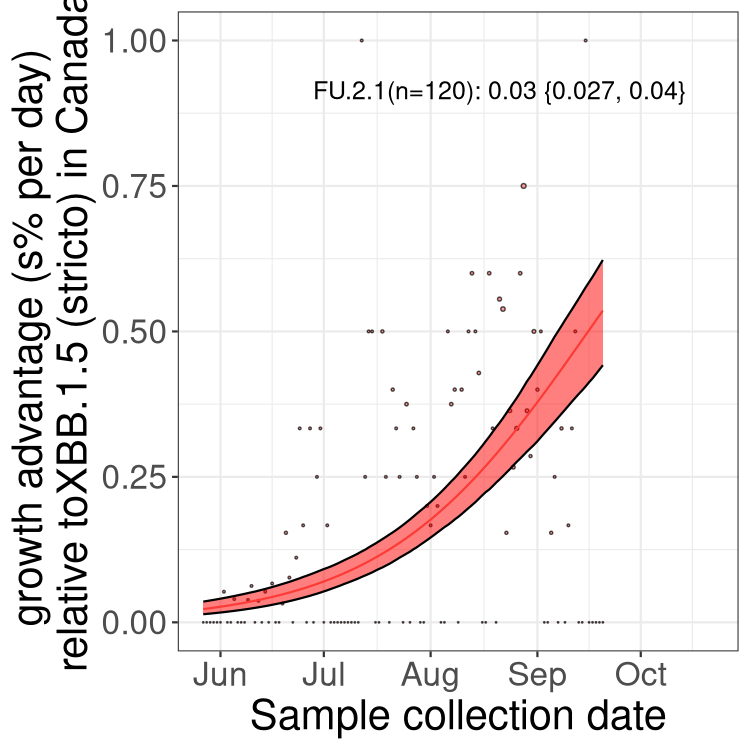 growth advantage (s% per day)
relative toXBB.1.5 (stricto) in Canada
1.00
0.75
0.50
0.25
0.00
FU.2.1(n=120): 0.03 {0.027, 0.04}
Jun Jul Aug Sep Oct
Sample collection date